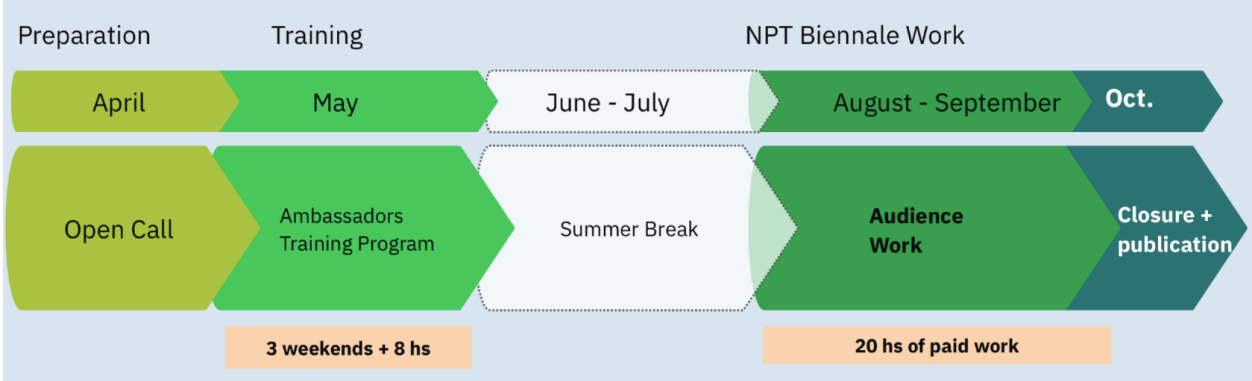 Preparation
Training
NPT Biennale Work
April
May
June - July
August - September
Oct.
Open Call
Ambassadors
Training Program
Summer Break
Audience
Work
Closure +
publication
3 weekends + 8 hs
20 hs of paid work